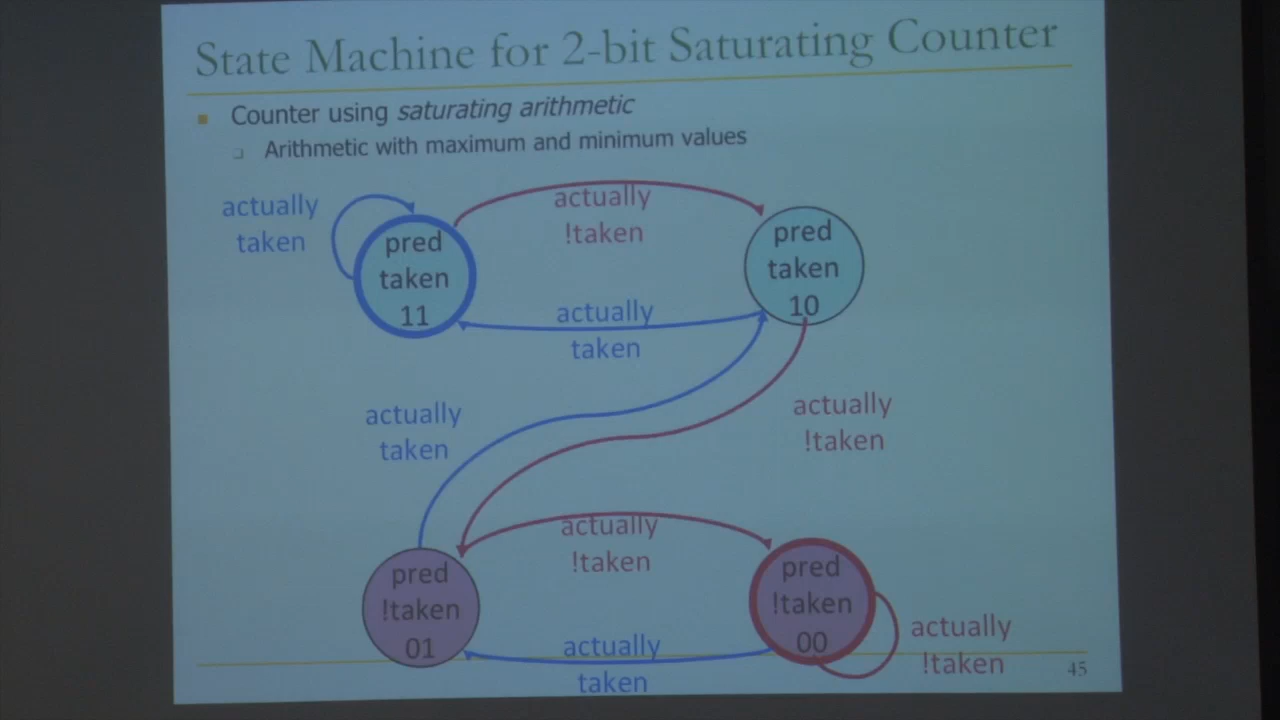 State Machine for 2-bit Saturating Counter
Counter using saturating arithmetic
Arithmetic with maximum and minimum values
actually
taken
pred
taken
11
actually
!taken
actually
taken
pred
taken
10
actually
taken
actually
!taken
pred
!taken
01
actually
!taken
actually
taken
pred
!taken
00
actually
!taken
45